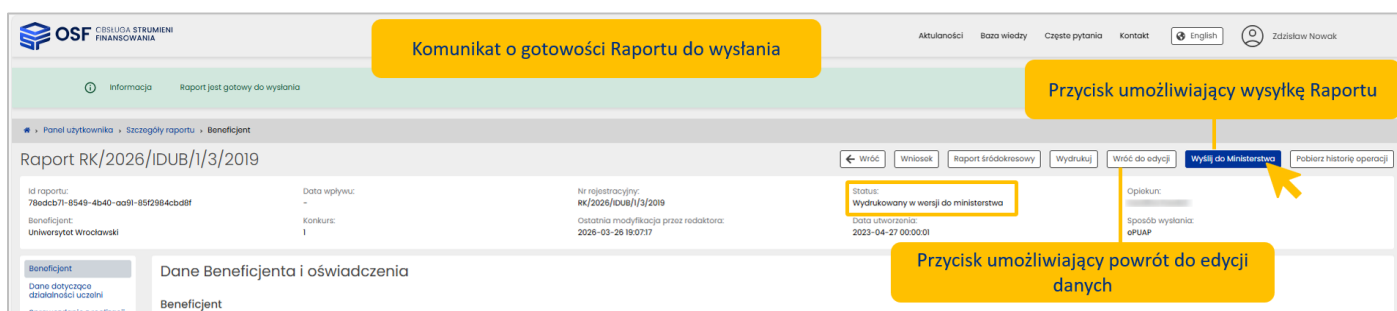 OSF OBSŁUGA STRUMIENI
FINANSOWANIA
Komunikat o gotowości Raportu do wysłania
Aktualności Baza wiedzy Częste pytania Kontakt English Zdzisław Nowak
Informacja Raport jest gotowy do wysłania
Przycisk umożliwiający wysyłkę Raportu
Panel użytkownika › Szczegóły raportu › Beneficjent
Raport RK/2026/IDUB/1/3/2019
Wróć Wniosek Raport śródokresowy Wydrukuj Wróć do edycji Wyślij do Ministerstwa Pobierz historię operacji
Id raportu: Data wpływu: Nr rejestracyjny: Status: Opiekun:
78edcb71-8549-4b40-aa91-85f2984cbd8f - RK/2026/IDUB/1/3/2019 Wydrukowany w wersji do ministerstwa
Beneficjent: Konkurs: Ostatnia modyfikacja przez redaktora: Data utworzenia: Sposób wysłania:
Uniwersytet Wrocławski 1 2026-03-26 19:07:17 2023-04-27 00:00:01 ePUAP
Przycisk umożliwiający powrót do edycji
danych
Beneficjent
Dane dotyczące
działalności uczelni
Dane Beneficjenta i oświadczenia
Beneficjent